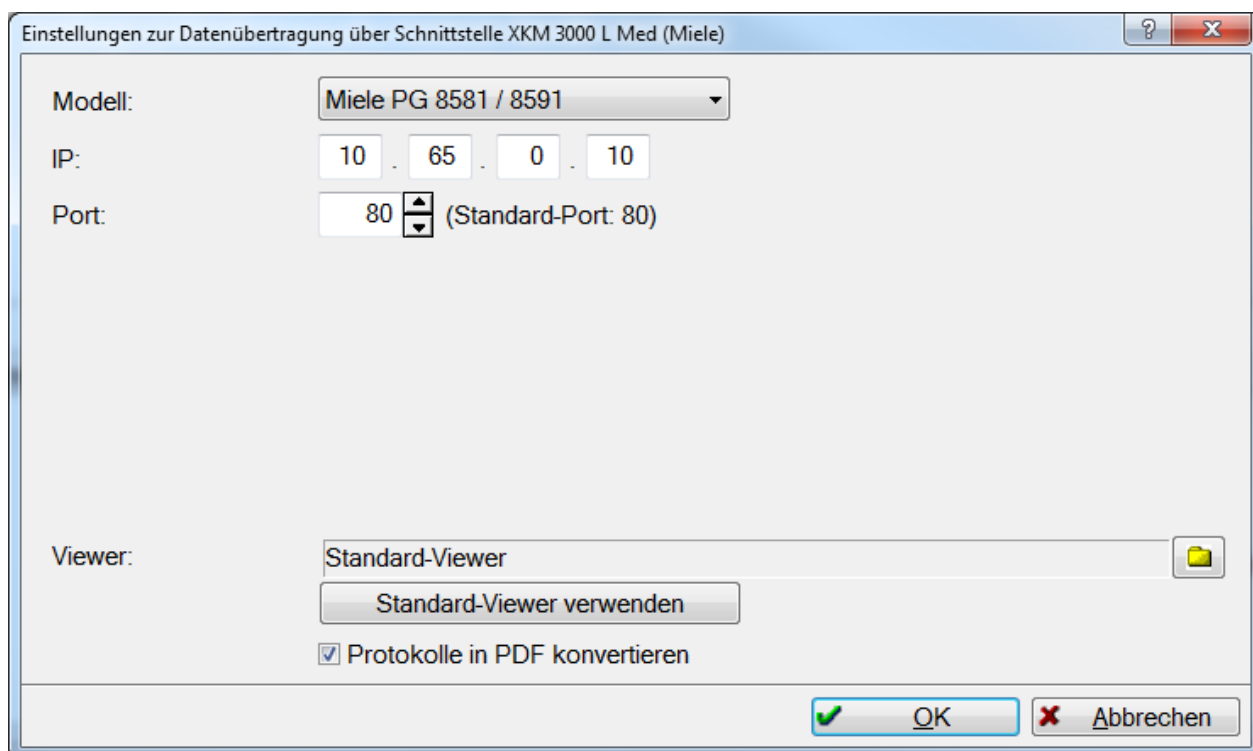 Einstellungen zur Datenübertragung über Schnittstelle XKM 3000 L Med (Miele)
Modell: Miele PG 8581 / 8591
IP: 10 . 65 . 0 . 10
Port: 80 (Standard-Port: 80)
Viewer: Standard-Viewer
Standard-Viewer verwenden
Protokolle in PDF konvertieren
OK Abbrechen